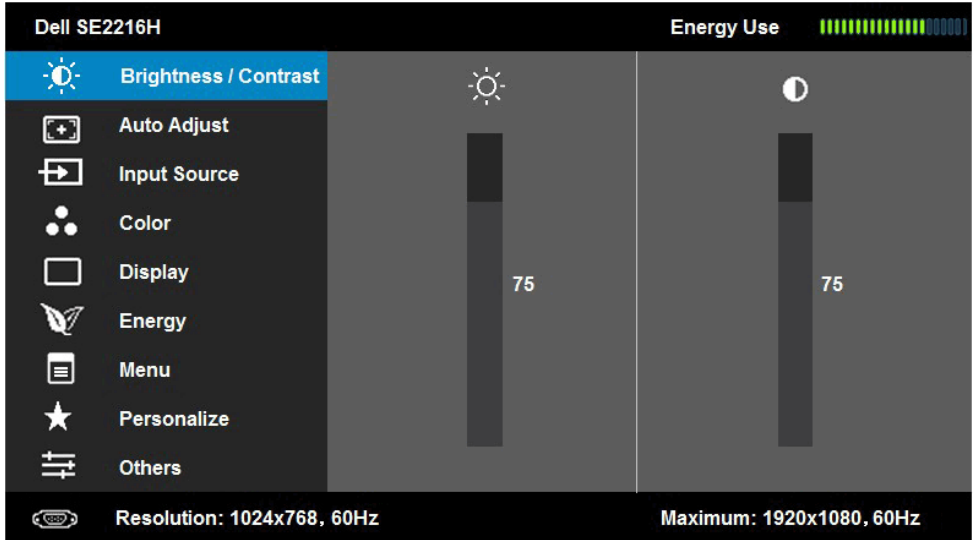 Dell SE2216H
Energy Use
Brightness / Contrast
Auto Adjust
Input Source
Color
Display
75
75
Energy
Menu
Personalize
Others
Resolution: 1024x768, 60Hz
Maximum: 1920x1080, 60Hz